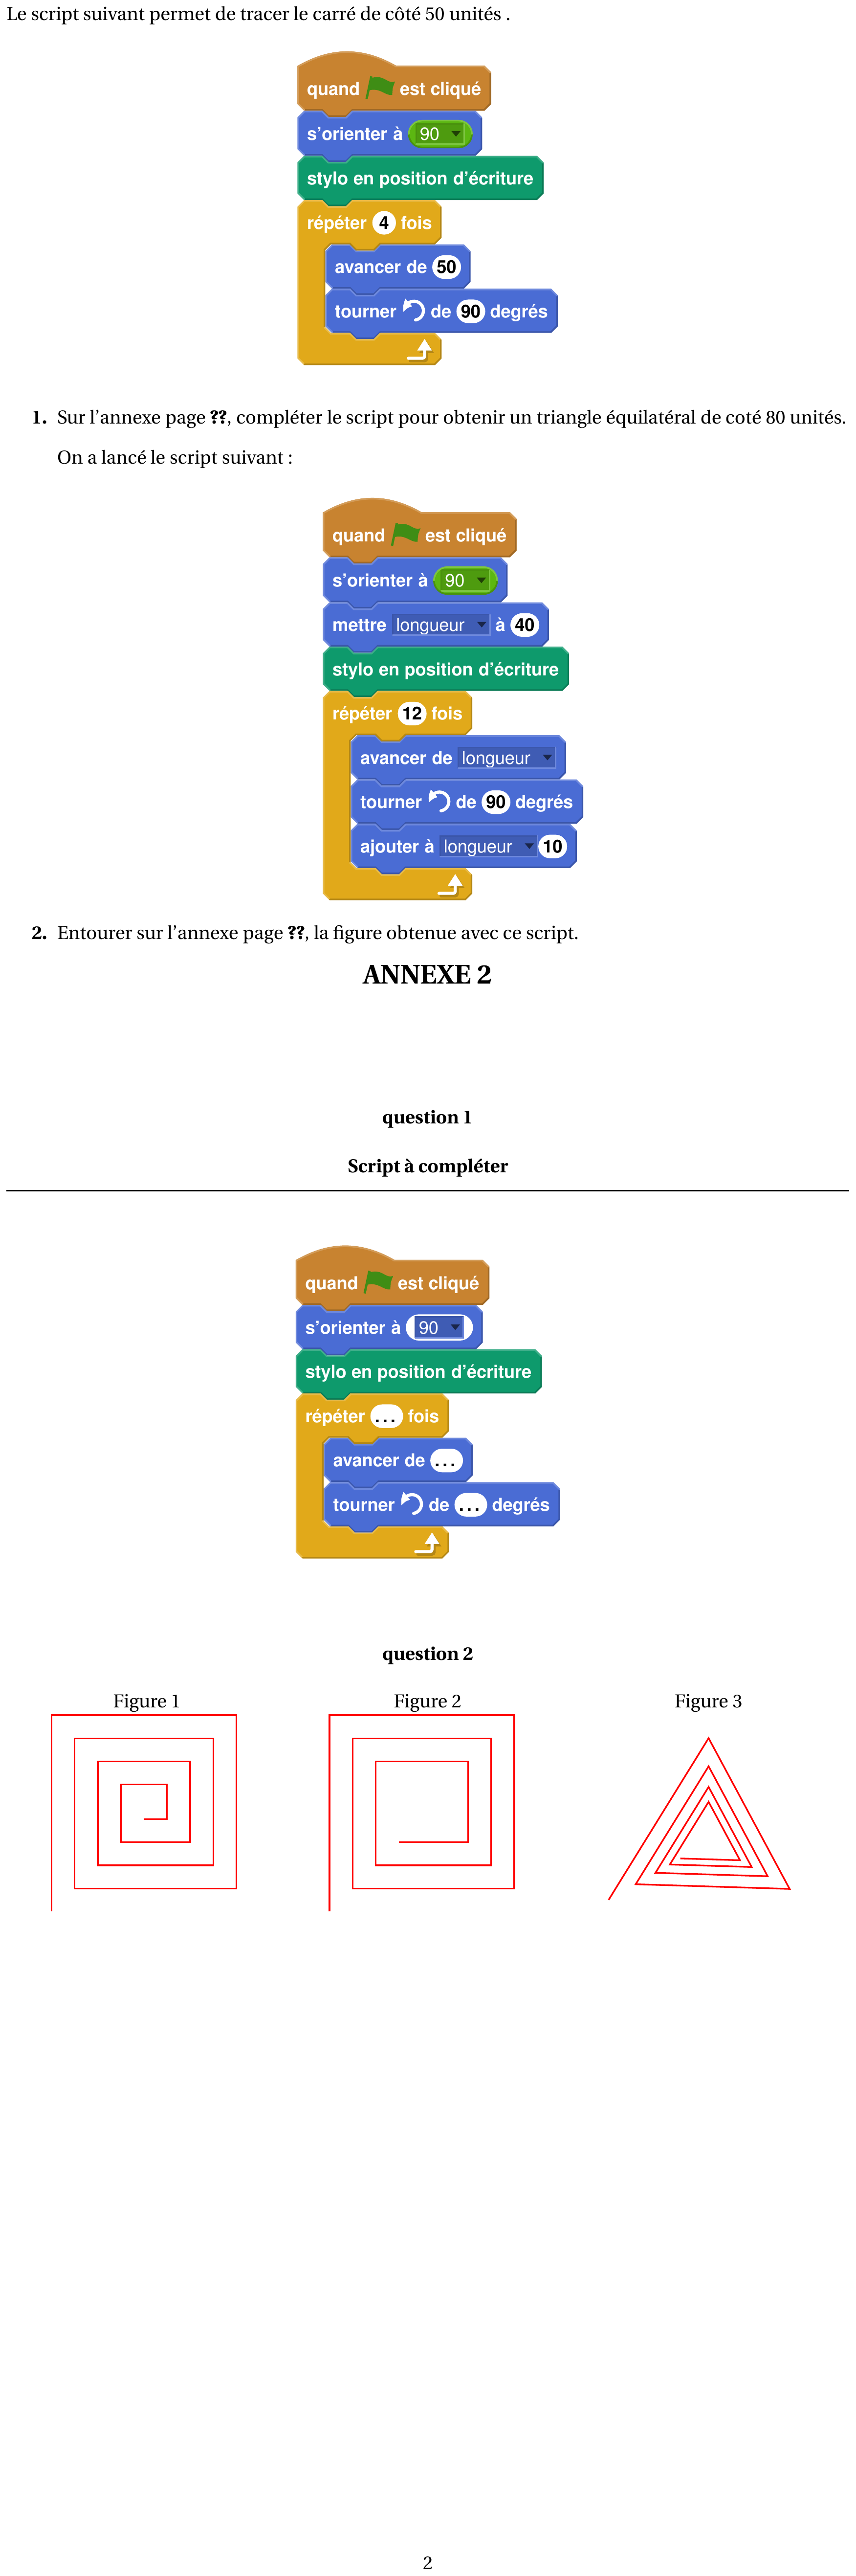 Le script suivant permet de tracer le carré de côté 50 unités .
quand est cliqué
s'orienter à 90
stylo en position d'écriture
répéter 4 fois
avancer de 50
tourner de 90 degrés
1. Sur l'annexe page ??, compléter le script pour obtenir un triangle équilatéral de coté 80 unités.
On a lancé le script suivant :
quand est cliqué
s'orienter à 90
mettre longueur à 40
stylo en position d'écriture
répéter 12 fois
avancer de longueur
tourner de 90 degrés
ajouter à longueur 10
2. Entourer sur l'annexe page ??, la figure obtenue avec ce script.
ANNEXE 2
question 1
Script à compléter
quand est cliqué
s'orienter à 90
stylo en position d'écriture
répéter ... fois
avancer de ...
tourner de ... degrés
question 2
Figure 1 Figure 2 Figure 3
2